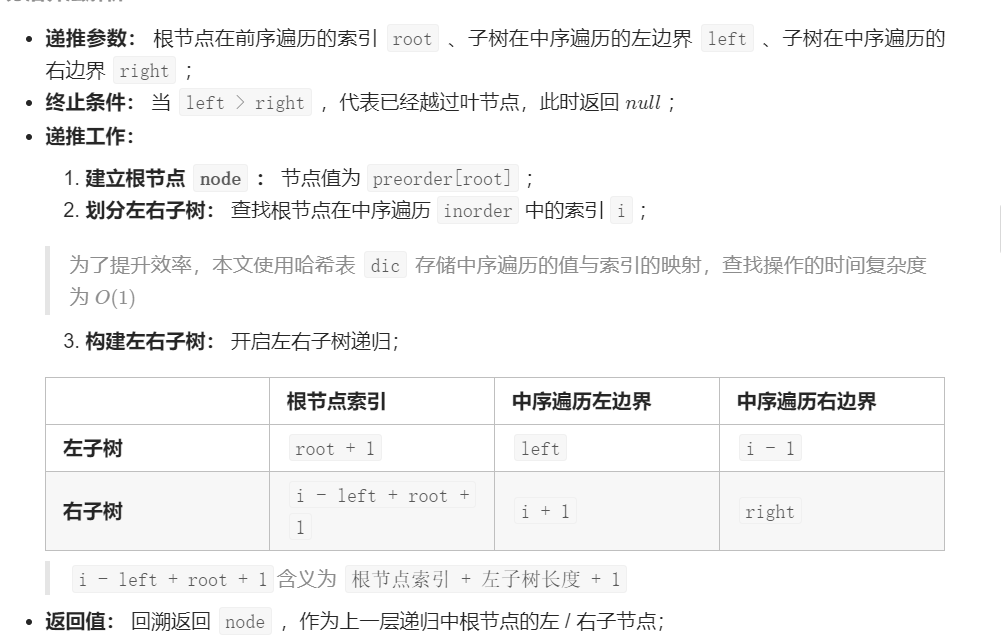 递推参数： 根节点在前序遍历的索引 root 、子树在中序遍历的左边界 left 、子树在中序遍历的
右边界 right ；
终止条件： 当 left > right ，代表已经越过叶节点，此时返回 null ；
递推工作：
1. 建立根节点 node ： 节点值为 preorder[root] ；
2. 划分左右子树： 查找根节点在中序遍历 inorder 中的索引 i ；
为了提升效率，本文使用哈希表 dic 存储中序遍历的值与索引的映射，查找操作的时间复杂度
为 O(1)
3. 构建左右子树： 开启左右子树递归；
根节点索引 中序遍历左边界 中序遍历右边界
左子树 root + 1 left i - 1
右子树 i - left + root +
1 i + 1 right
i - left + root + 1 含义为 根节点索引 + 左子树长度 + 1
返回值： 回溯返回 node ，作为上一层递归中根节点的左 / 右子节点；